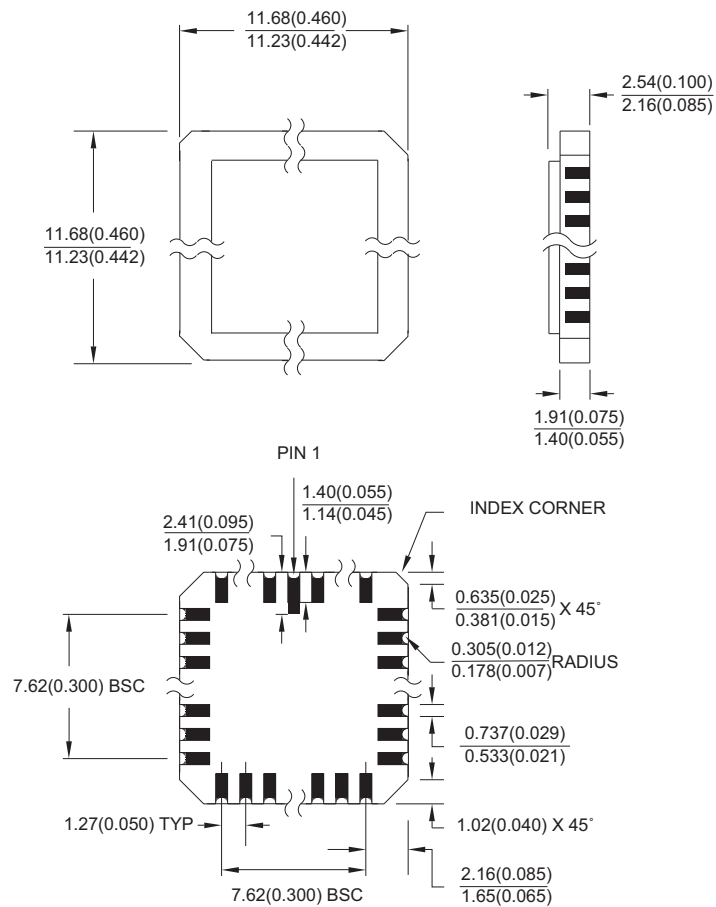 11.68(0.460)
11.23(0.442)
2.54(0.100)
2.16(0.085)
11.68(0.460)
11.23(0.442)
1.91(0.075)
1.40(0.055)
PIN 1
1.40(0.055)
1.14(0.045)
INDEX CORNER
2.41(0.095)
1.91(0.075)
0.635(0.025)
0.381(0.015) X 45°
0.305(0.012)
0.178(0.007) RADIUS
7.62(0.300) BSC
0.737(0.029)
0.533(0.021)
1.27(0.050) TYP
1.02(0.040) X 45°
7.62(0.300) BSC
2.16(0.085)
1.65(0.065)